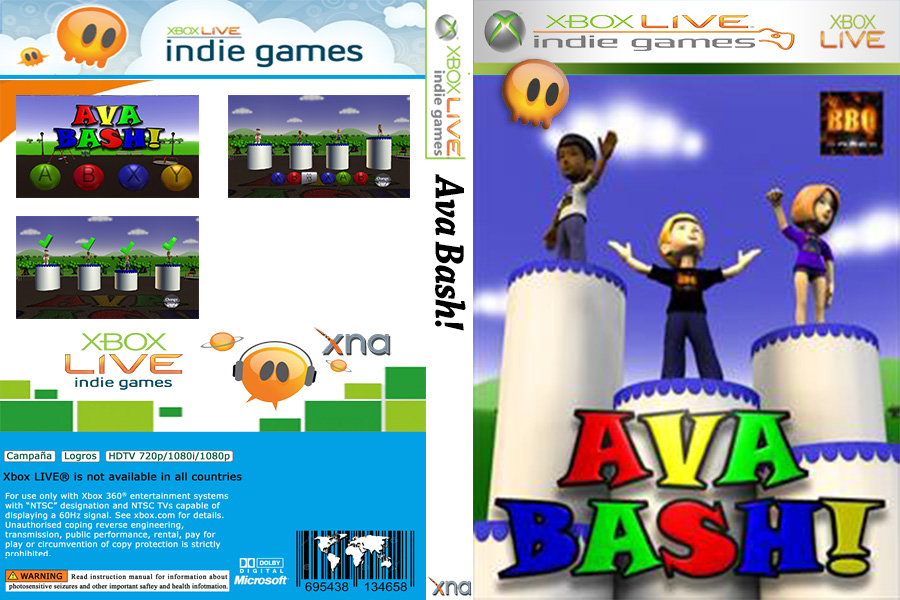 XBOX LIVE
indie games
AVA
BASH!
A B X Y
XBOX LIVE
indie games
xna
Campaña Logros HDTV 720p/1080i/1080p
Xbox LIVE® is not available in all countries
For use only with Xbox 360® entertainment systems
with “NTSC” designation and NTSC TVs capable of
displaying a 60Hz signal. See xbox.com for details.
Unauthorised coping reverse engineering,
transmission, public performance, rental, pay for
play or circumvention of copy protection is strictly
prohibited.
WARNING Read instruction manual for information about
photosensitive seizures and other important saftey and health infotmation.
DOLBY
DIGITAL
Microsoft
695438 134658
XBOX LIVE
indie games
Ava Bash!
xna
XBOX LIVE
indie games
XBOX
LIVE
BBQ
AVA
BASH!